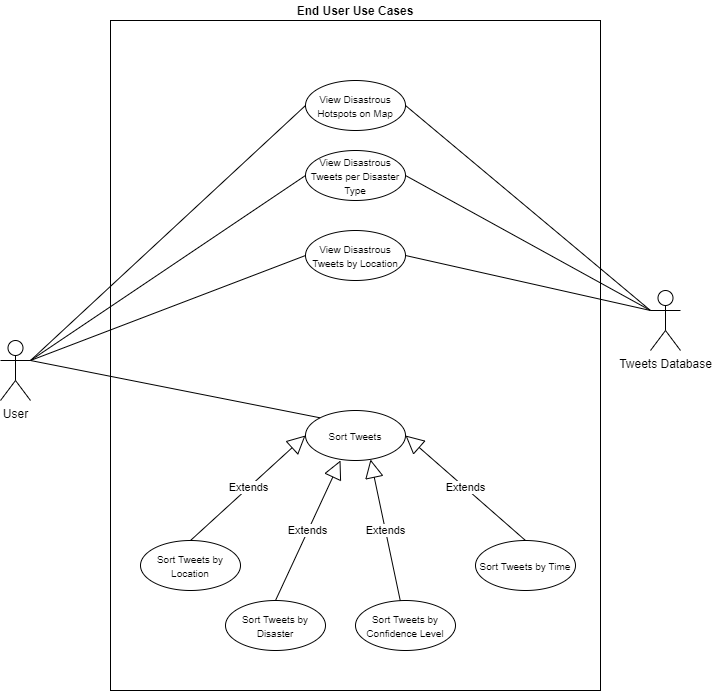 End User Use Cases
View Disastrous
Hotspots on Map
View Disastrous
Tweets per Disaster
Type
View Disastrous
Tweets by Location
Tweets Database
User
Sort Tweets
Extends
Extends
Extends
Extends
Sort Tweets by
Location
Sort Tweets by Time
Sort Tweets by
Disaster
Sort Tweets by
Confidence Level